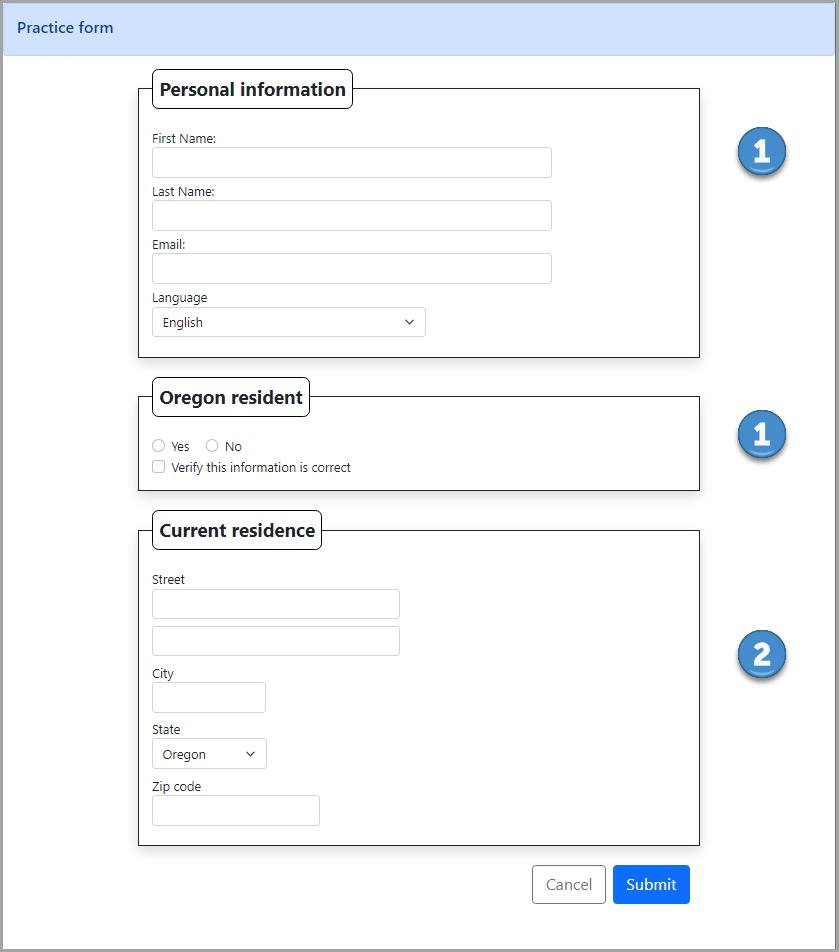 Practice form
Personal information
1
First Name:
Last Name:
Email:
Language
English
Oregon resident
1
Yes No
Verify this information is correct
Current residence
Street
2
City
State
Oregon
Zip code
Cancel Submit